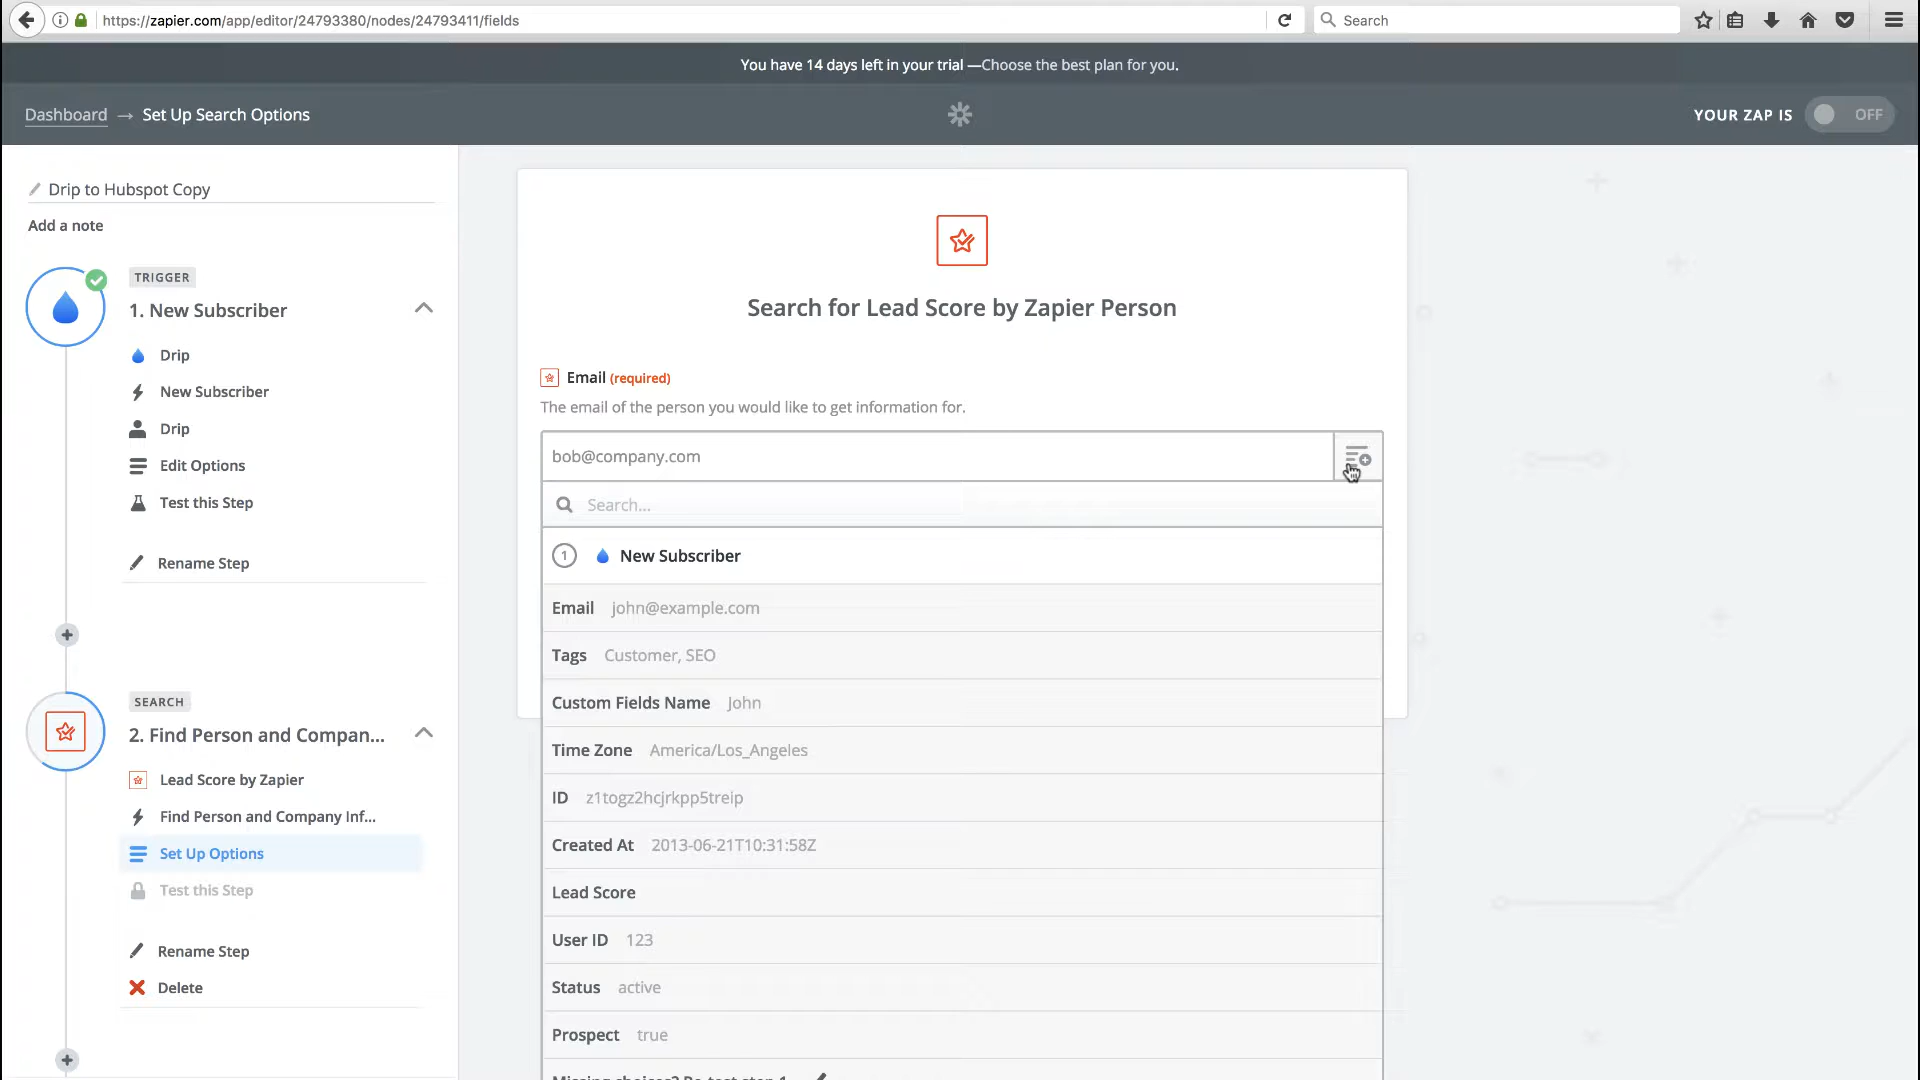 https://zapier.com/app/editor/24793380/nodes/24793411/fields
Search
You have 14 days left in your trial —Choose the best plan for you.
Dashboard → Set Up Search Options
YOUR ZAP IS OFF
Drip to Hubspot Copy
Add a note
TRIGGER
1. New Subscriber
Drip
New Subscriber
Drip
Edit Options
Test this Step
Rename Step
SEARCH
2. Find Person and Compan...
Lead Score by Zapier
Find Person and Company Inf...
Set Up Options
Test this Step
Rename Step
Delete
Search for Lead Score by Zapier Person
Email (required)
The email of the person you would like to get information for.
bob@company.com
Search...
1 New Subscriber
Email john@example.com
Tags Customer, SEO
Custom Fields Name John
Time Zone America/Los_Angeles
ID z1togz2hcjrkpp5treip
Created At 2013-06-21T10:31:58Z
Lead Score
User ID 123
Status active
Prospect true
Missing choices? Re-test step 1